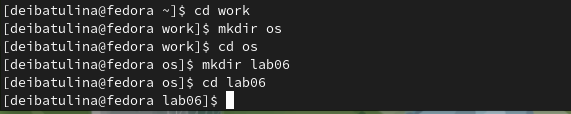 [deibatulina@fedora ~]$ cd work
[deibatulina@fedora work]$ mkdir os
[deibatulina@fedora work]$ cd os
[deibatulina@fedora os]$ mkdir lab06
[deibatulina@fedora os]$ cd lab06
[deibatulina@fedora lab06]$